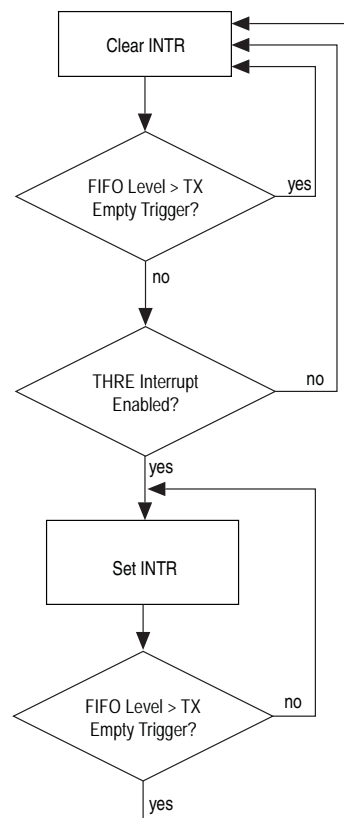 Clear INTR
FIFO Level > TX
Empty Trigger?
yes
no
THRE Interrupt
Enabled?
no
yes
Set INTR
FIFO Level > TX
Empty Trigger?
no
yes